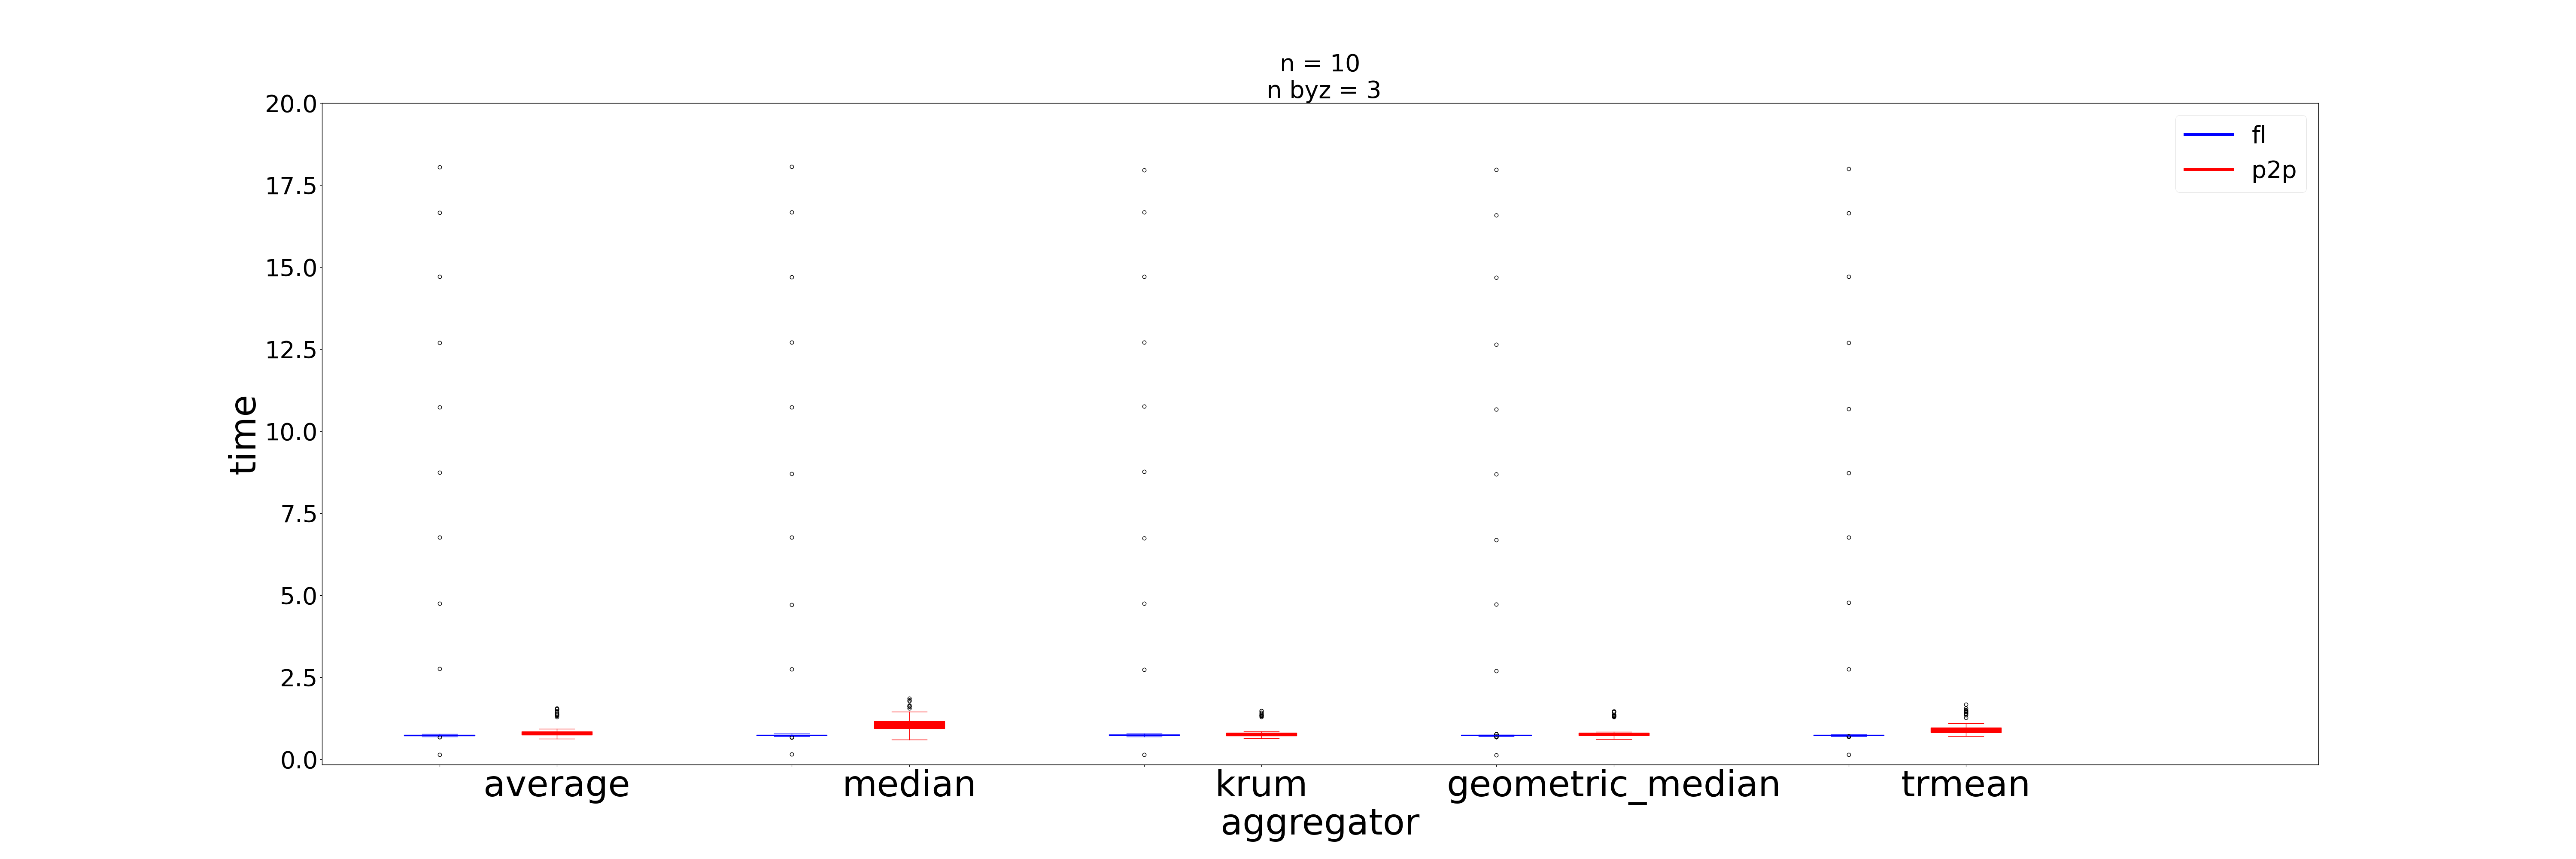 n = 10
n byz = 3
20.0
17.5
15.0
12.5
10.0
7.5
5.0
2.5
0.0
time
fl
p2p
average
median
krum
geometric_median
trmean
aggregator